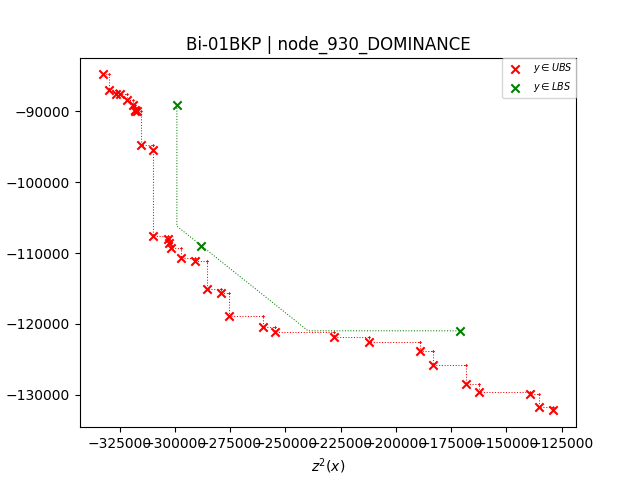 Bi-01BKP | node_930_DOMINANCE
y ∈ UBS
y ∈ LBS
−90000
−100000
−110000
−120000
−130000
−325000 −300000 −275000 −250000 −225000 −200000 −175000 −150000 −125000
z²(x)